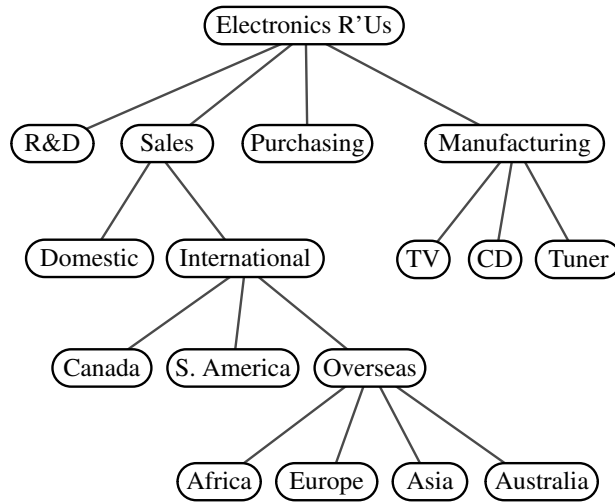 Electronics R’Us
R&D Sales Purchasing Manufacturing
Domestic International TV CD Tuner
Canada S. America Overseas
Africa Europe Asia Australia